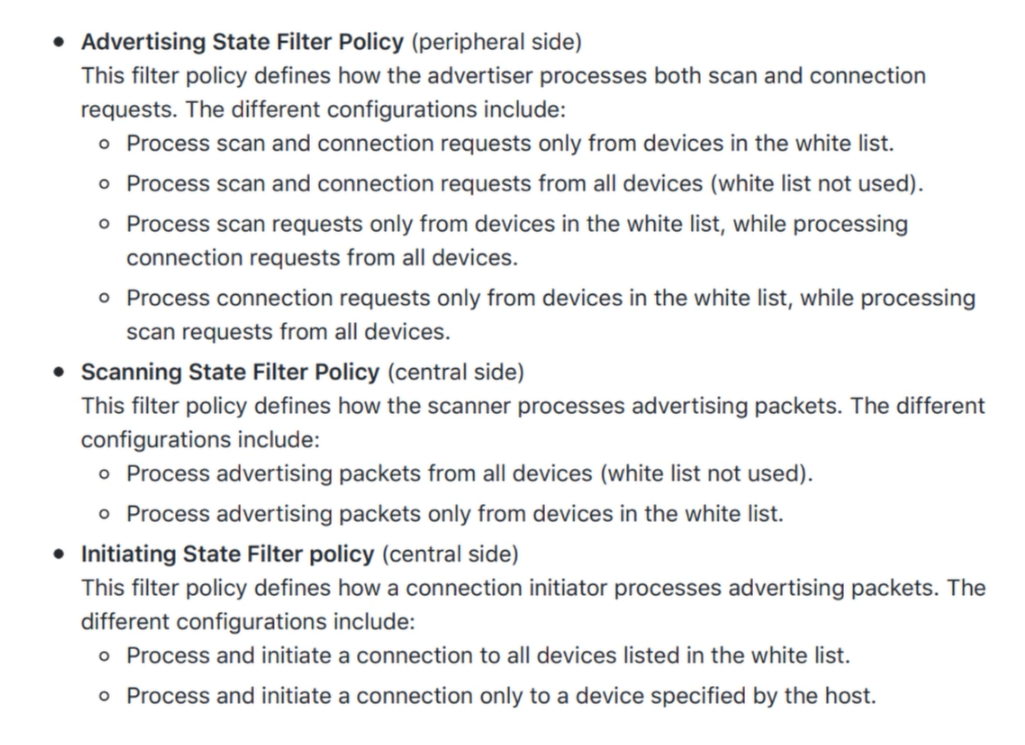 • Advertising State Filter Policy (peripheral side)
This filter policy defines how the advertiser processes both scan and connection
requests. The different configurations include:
◦ Process scan and connection requests only from devices in the white list.
◦ Process scan and connection requests from all devices (white list not used).
◦ Process scan requests only from devices in the white list, while processing
connection requests from all devices.
◦ Process connection requests only from devices in the white list, while processing
scan requests from all devices.
• Scanning State Filter Policy (central side)
This filter policy defines how the scanner processes advertising packets. The different
configurations include:
◦ Process advertising packets from all devices (white list not used).
◦ Process advertising packets only from devices in the white list.
• Initiating State Filter policy (central side)
This filter policy defines how a connection initiator processes advertising packets. The
different configurations include:
◦ Process and initiate a connection to all devices listed in the white list.
◦ Process and initiate a connection only to a device specified by the host.